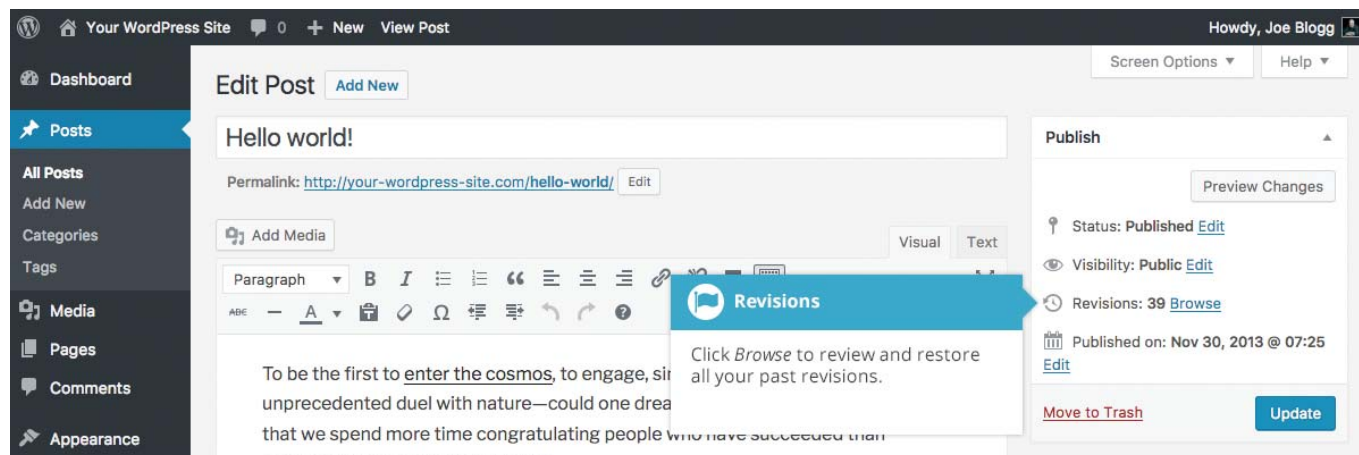 Your WordPress Site 0 + New View Post Howdy, Joe Blogg
Screen Options ▼ Help ▼
Dashboard
Posts
All Posts
Add New
Categories
Tags
Media
Pages
Comments
Appearance
Edit Post Add New
Hello world!
Permalink: http://your-wordpress-site.com/hello-world/ Edit
Add Media
Visual Text
Paragraph ▼ B I
ABC — A ▼ Ω
To be the first to enter the cosmos, to engage,
unprecedented duel with nature—could one
that we spend more time congratulating people who have succeeded than
Revisions
Click Browse to review and restore
all your past revisions.
Publish
Preview Changes
Status: Published Edit
Visibility: Public Edit
Revisions: 39 Browse
Published on: Nov 30, 2013 @ 07:25
Edit
Move to Trash Update